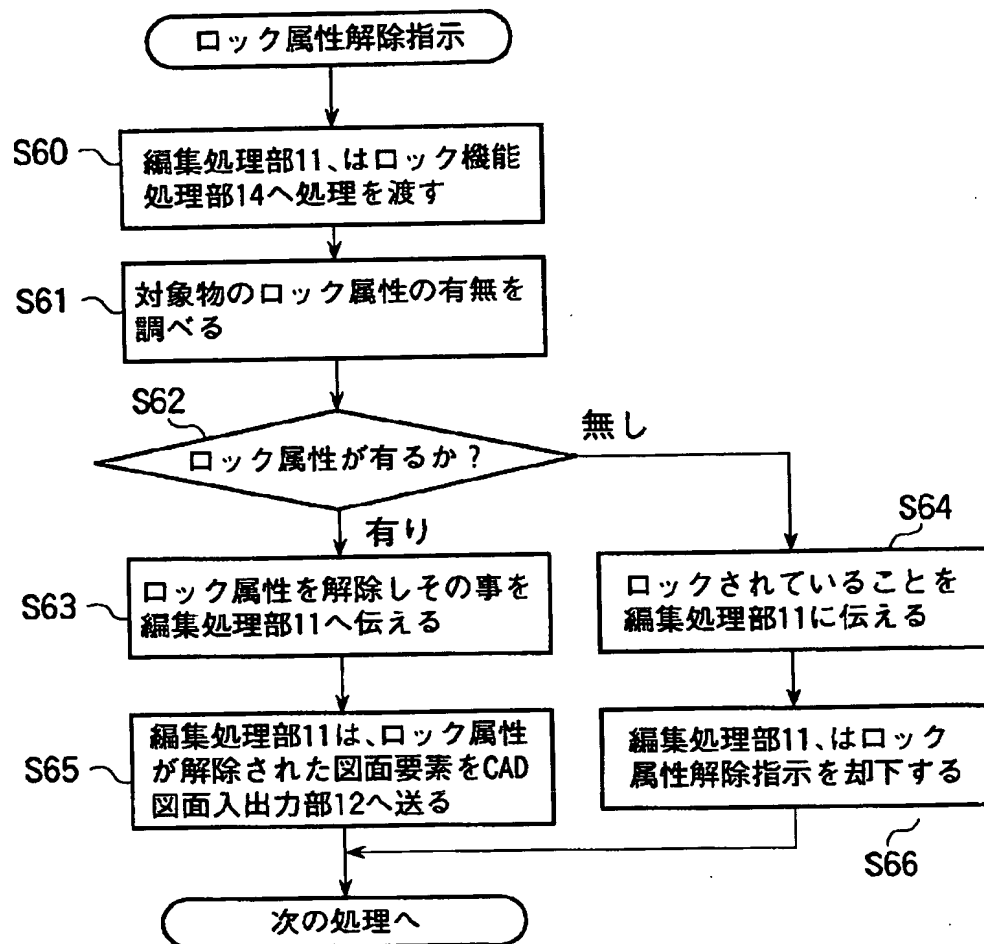 ロック属性解除指示
S60
編集処理部11、はロック機能
処理部14へ処理を渡す
S61
対象物のロック属性の有無を
調べる
S62
ロック属性が有るか?
無し
有り
S63
ロック属性を解除しその事を
編集処理部11へ伝える
S64
ロックされていることを
編集処理部11に伝える
S65
編集処理部11は、ロック属性
が解除された図面要素をCAD
図面入出力部12へ送る
編集処理部11、はロック
属性解除指示を却下する
S66
次の処理へ